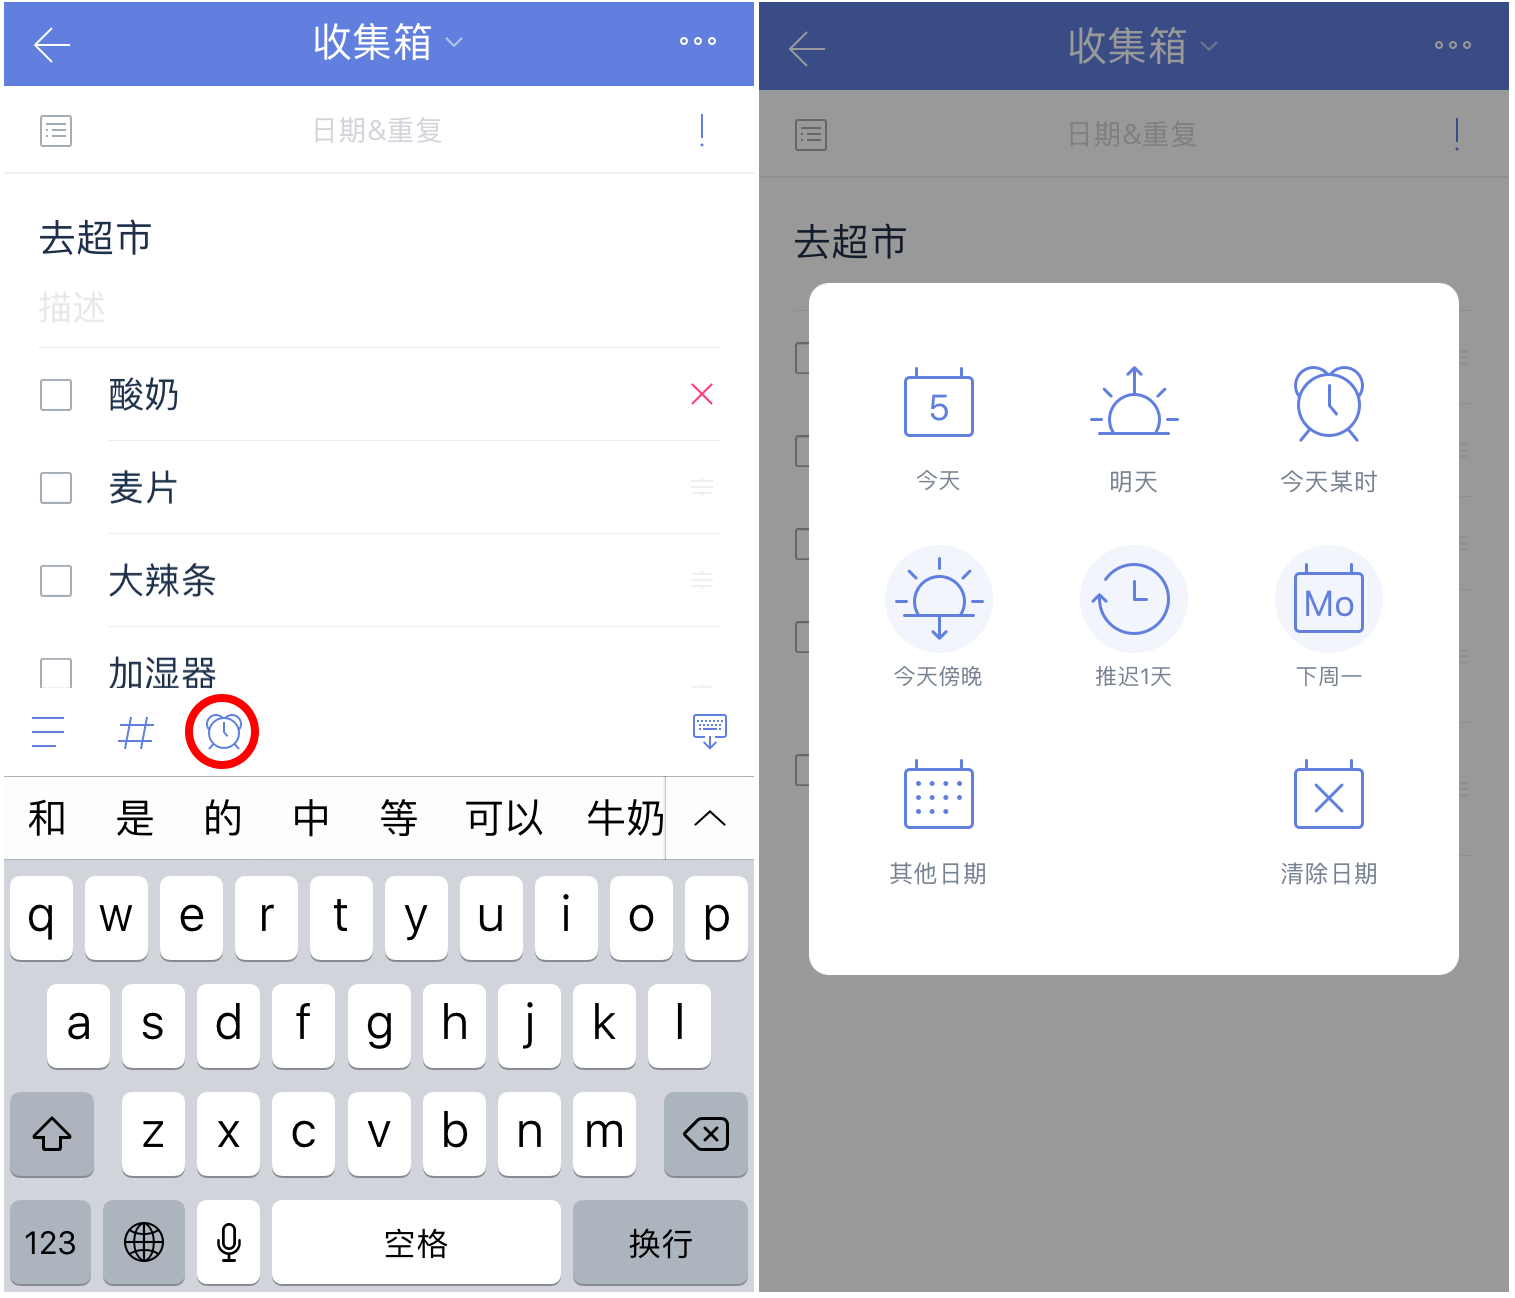 收集箱
日期&重复
去超市
描述
酸奶
麦片
大辣条
加湿器
和 是 的 中 等 可以 牛奶
q w e r t y u i o p
a s d f g h j k l
z x c v b n m
123 空格 换行
收集箱
日期&重复
去超市
5
今天 明天 今天某时
Mo
今天傍晚 推迟1天 下周一
其他日期 清除日期